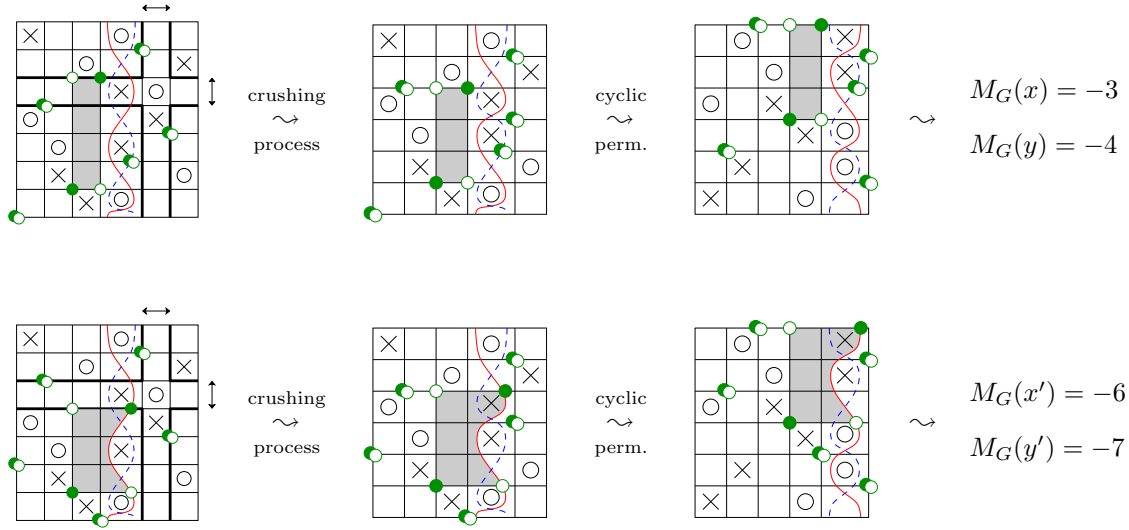 crushing
⤳
process
cyclic
⤳
perm.
⤳
M_G(x) = −3
M_G(y) = −4
crushing
⤳
process
cyclic
⤳
perm.
⤳
M_G(x′) = −6
M_G(y′) = −7